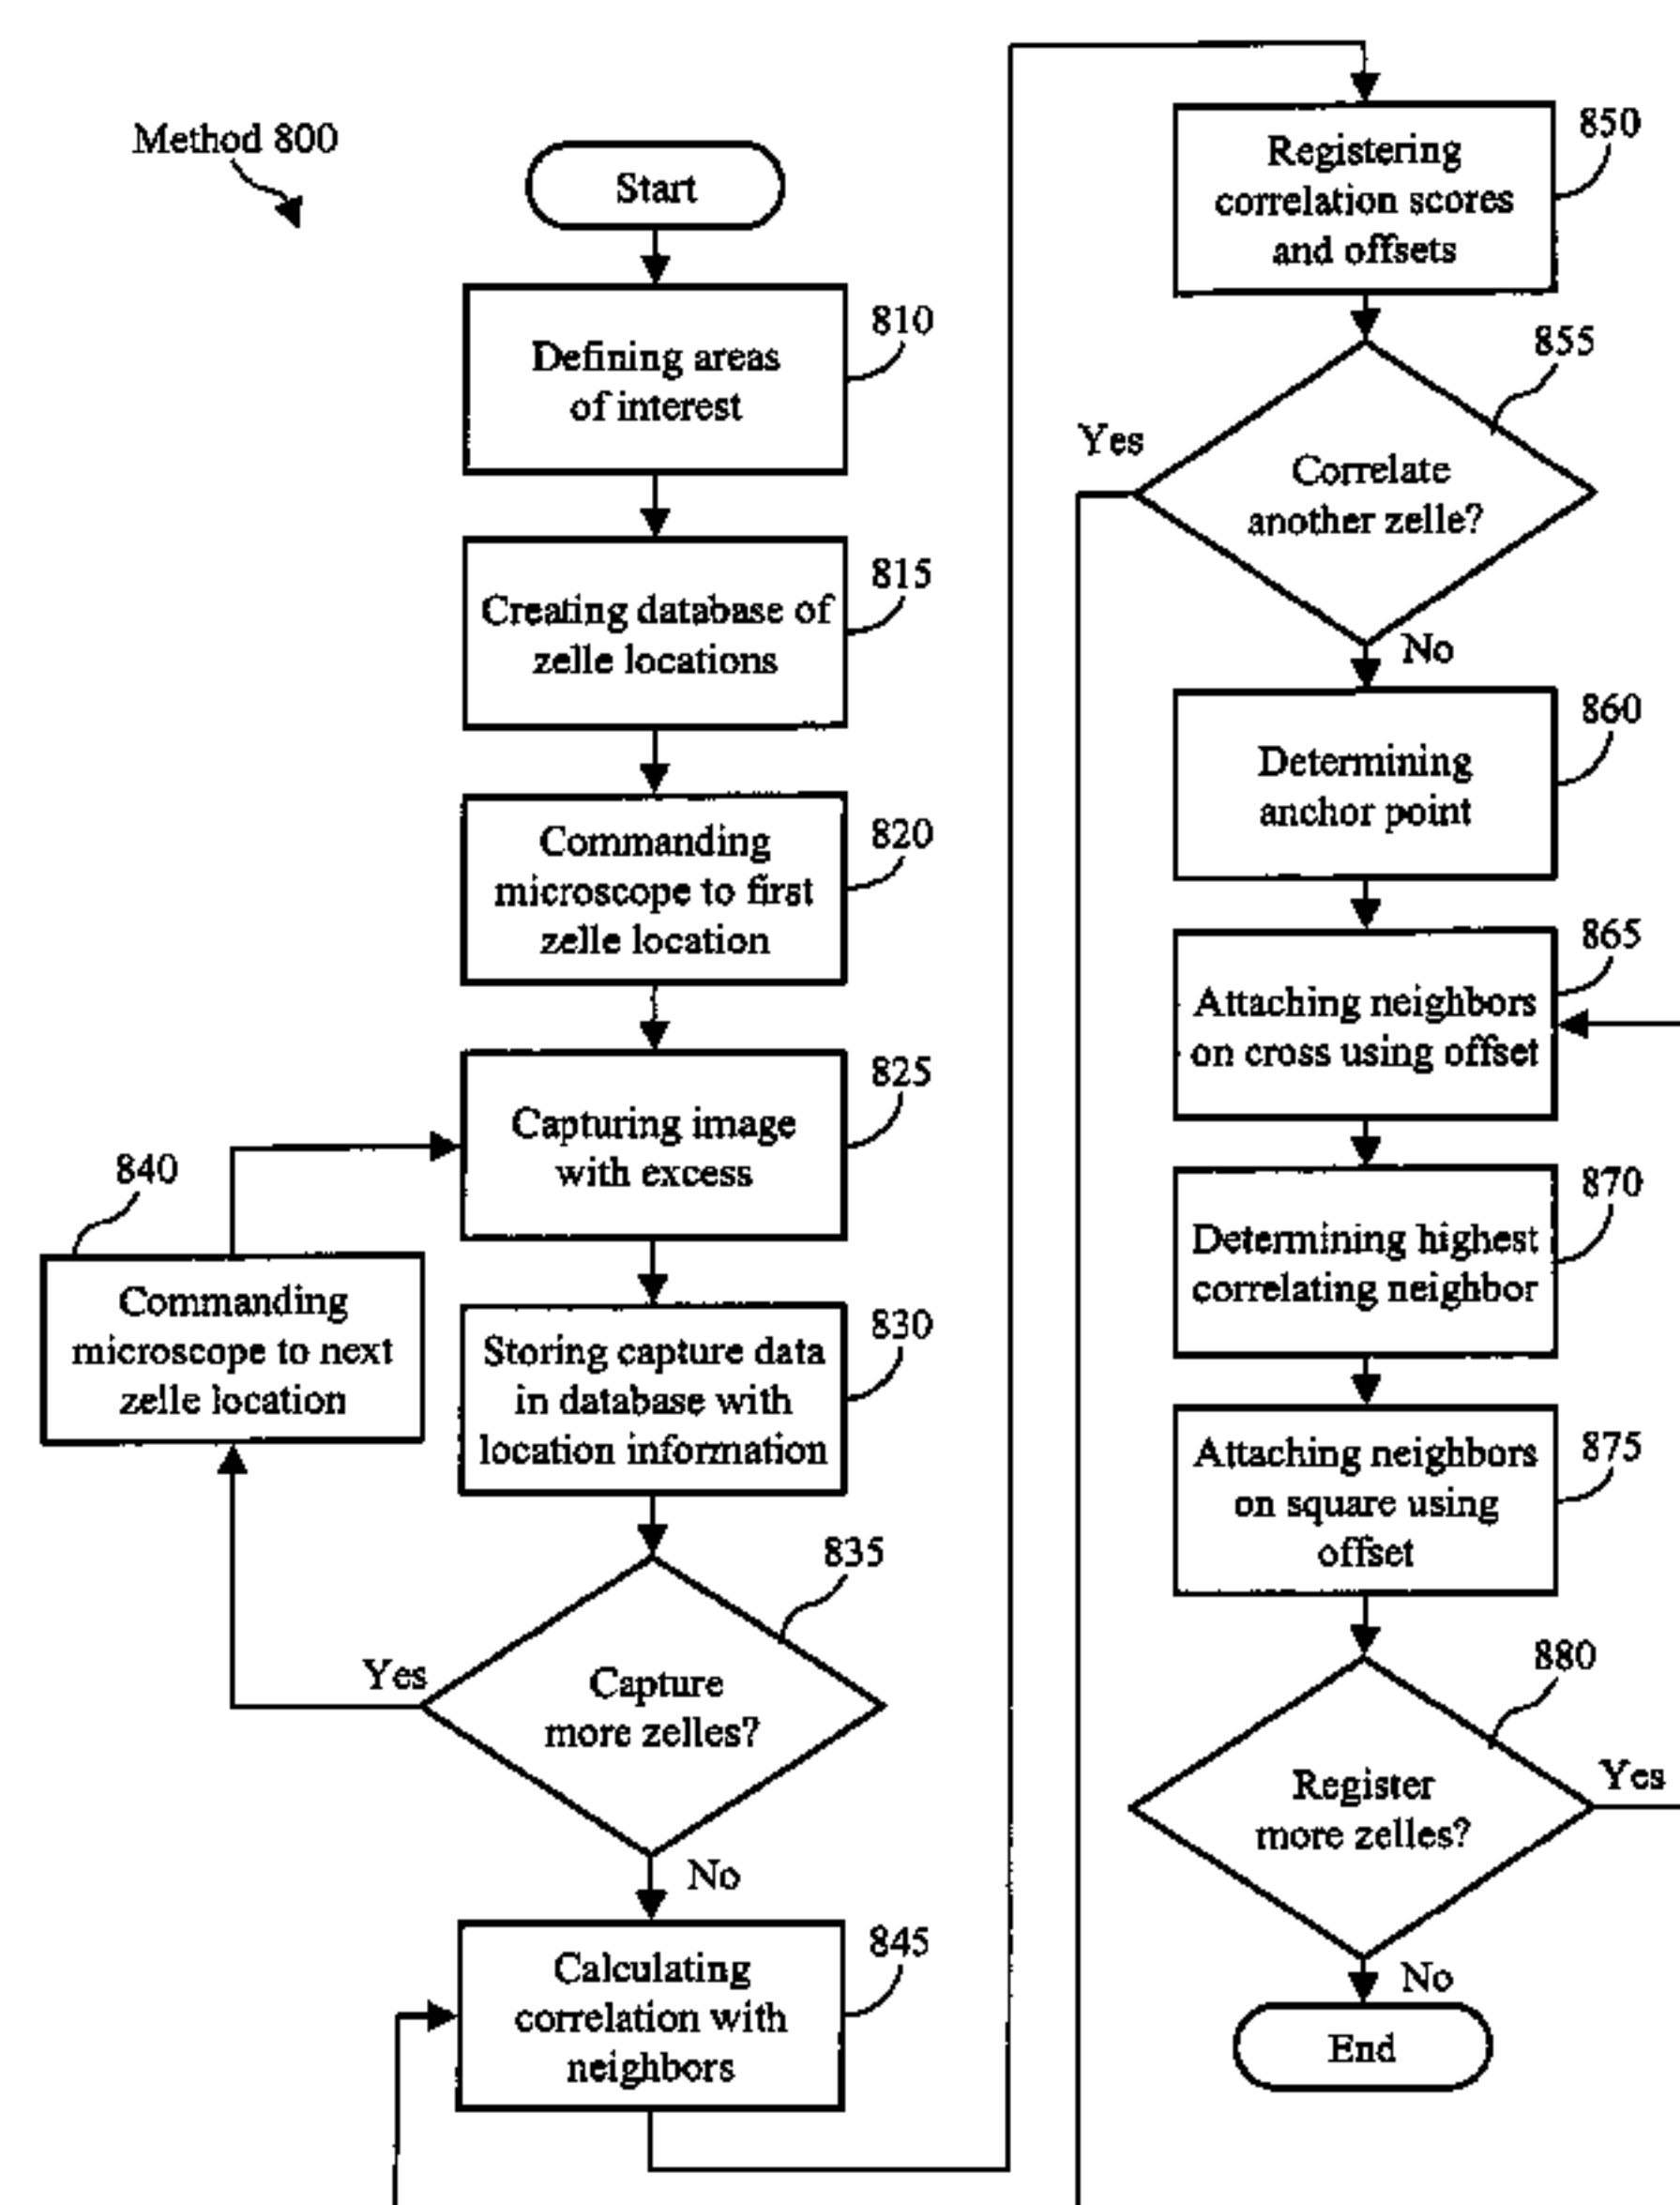 Method 800
Start
810
Defining areas
of interest
815
Creating database of
zelle locations
820
Commanding
microscope to first
zelle location
825
Capturing image
with excess
840
Commanding
microscope to next
zelle location
830
Storing capture data
in database with
location information
835
Yes
Capture
more zelles?
No
845
Calculating
correlation with
neighbors
850
Registering
correlation scores
and offsets
855
Yes
Correlate
another zelle?
No
860
Determining
anchor point
865
Attaching neighbors
on cross using offset
870
Determining highest
correlating neighbor
875
Attaching neighbors
on square using
offset
880
Yes
Register
more zelles?
No
End